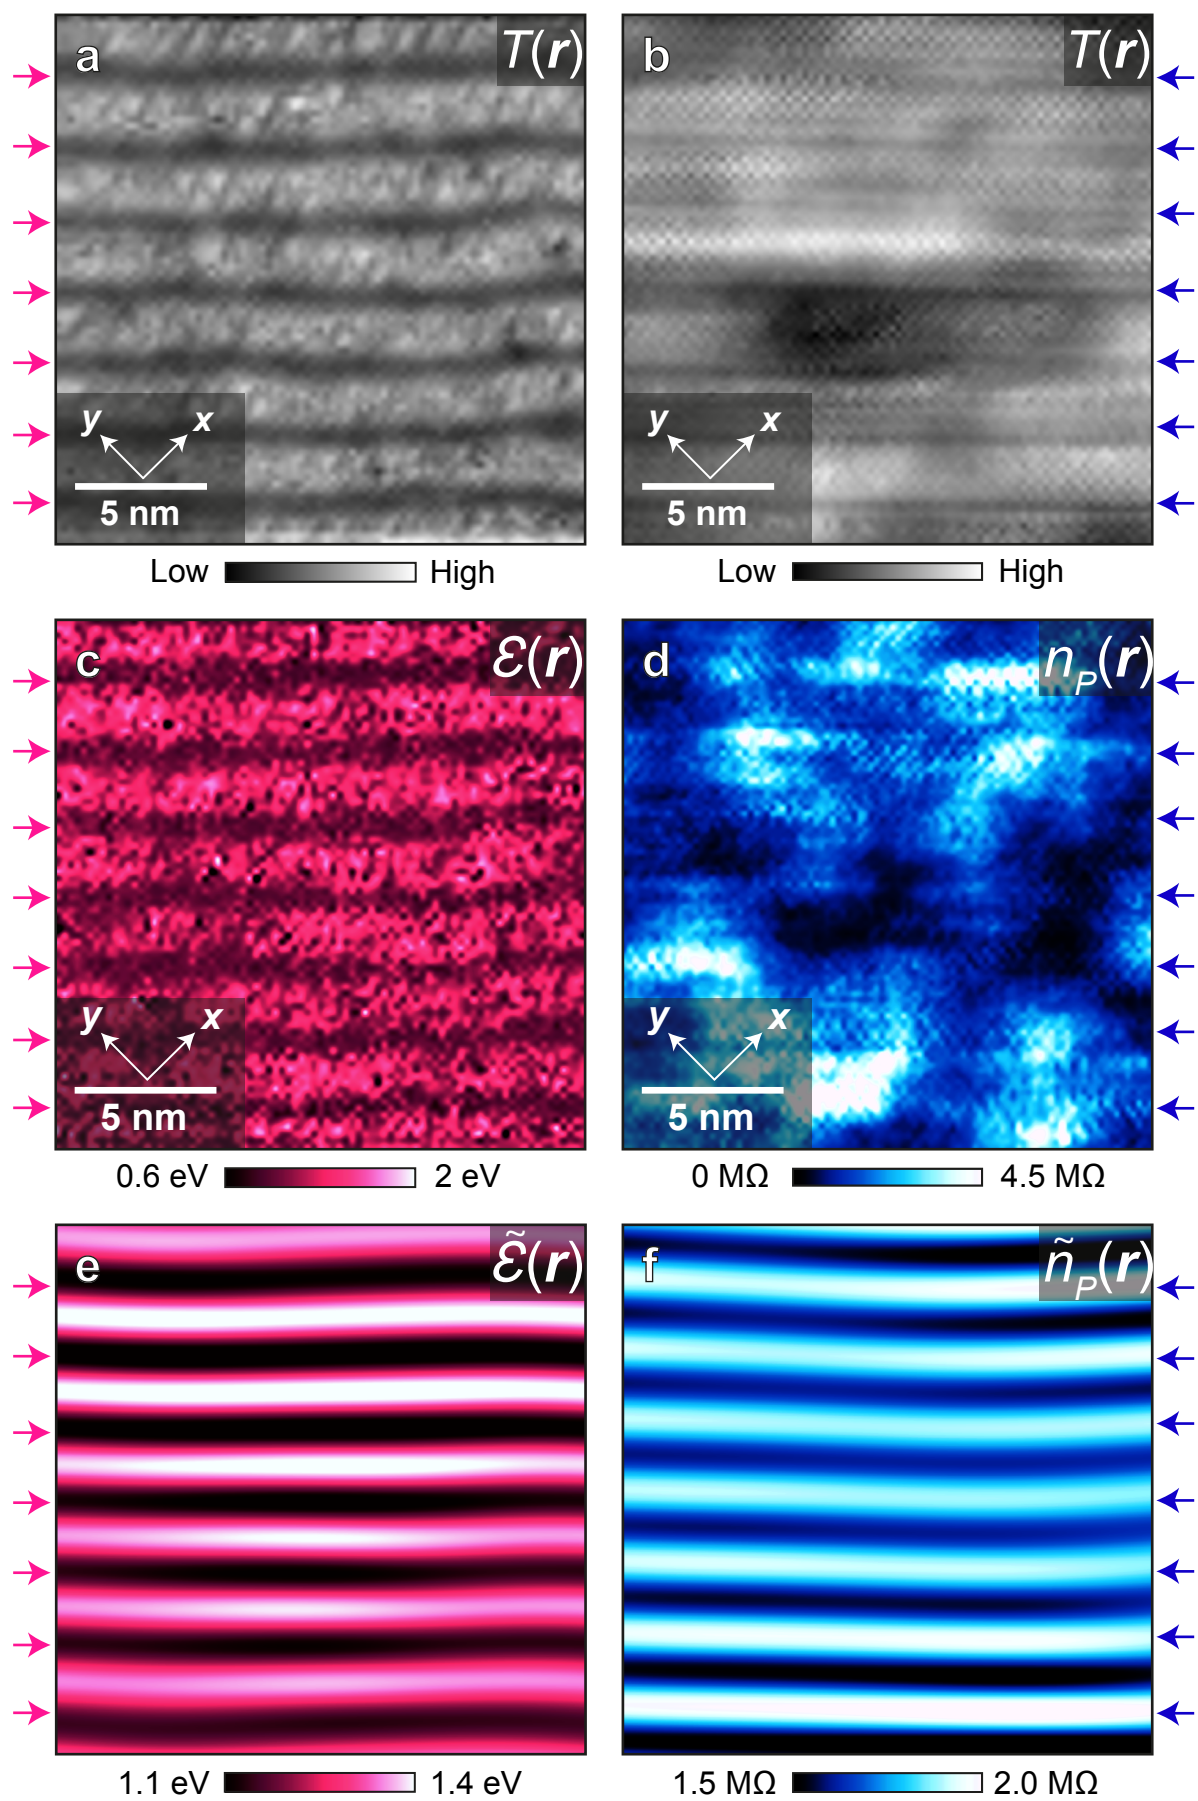 a T(r)
b T(r)
y x
5 nm
y x
5 nm
Low High
Low High
c ℰ(r)
d n_P(r)
y x
5 nm
y x
5 nm
0.6 eV 2 eV
0 MΩ 4.5 MΩ
e ℰ̃(r)
f ñ_P(r)
1.1 eV 1.4 eV
1.5 MΩ 2.0 MΩ